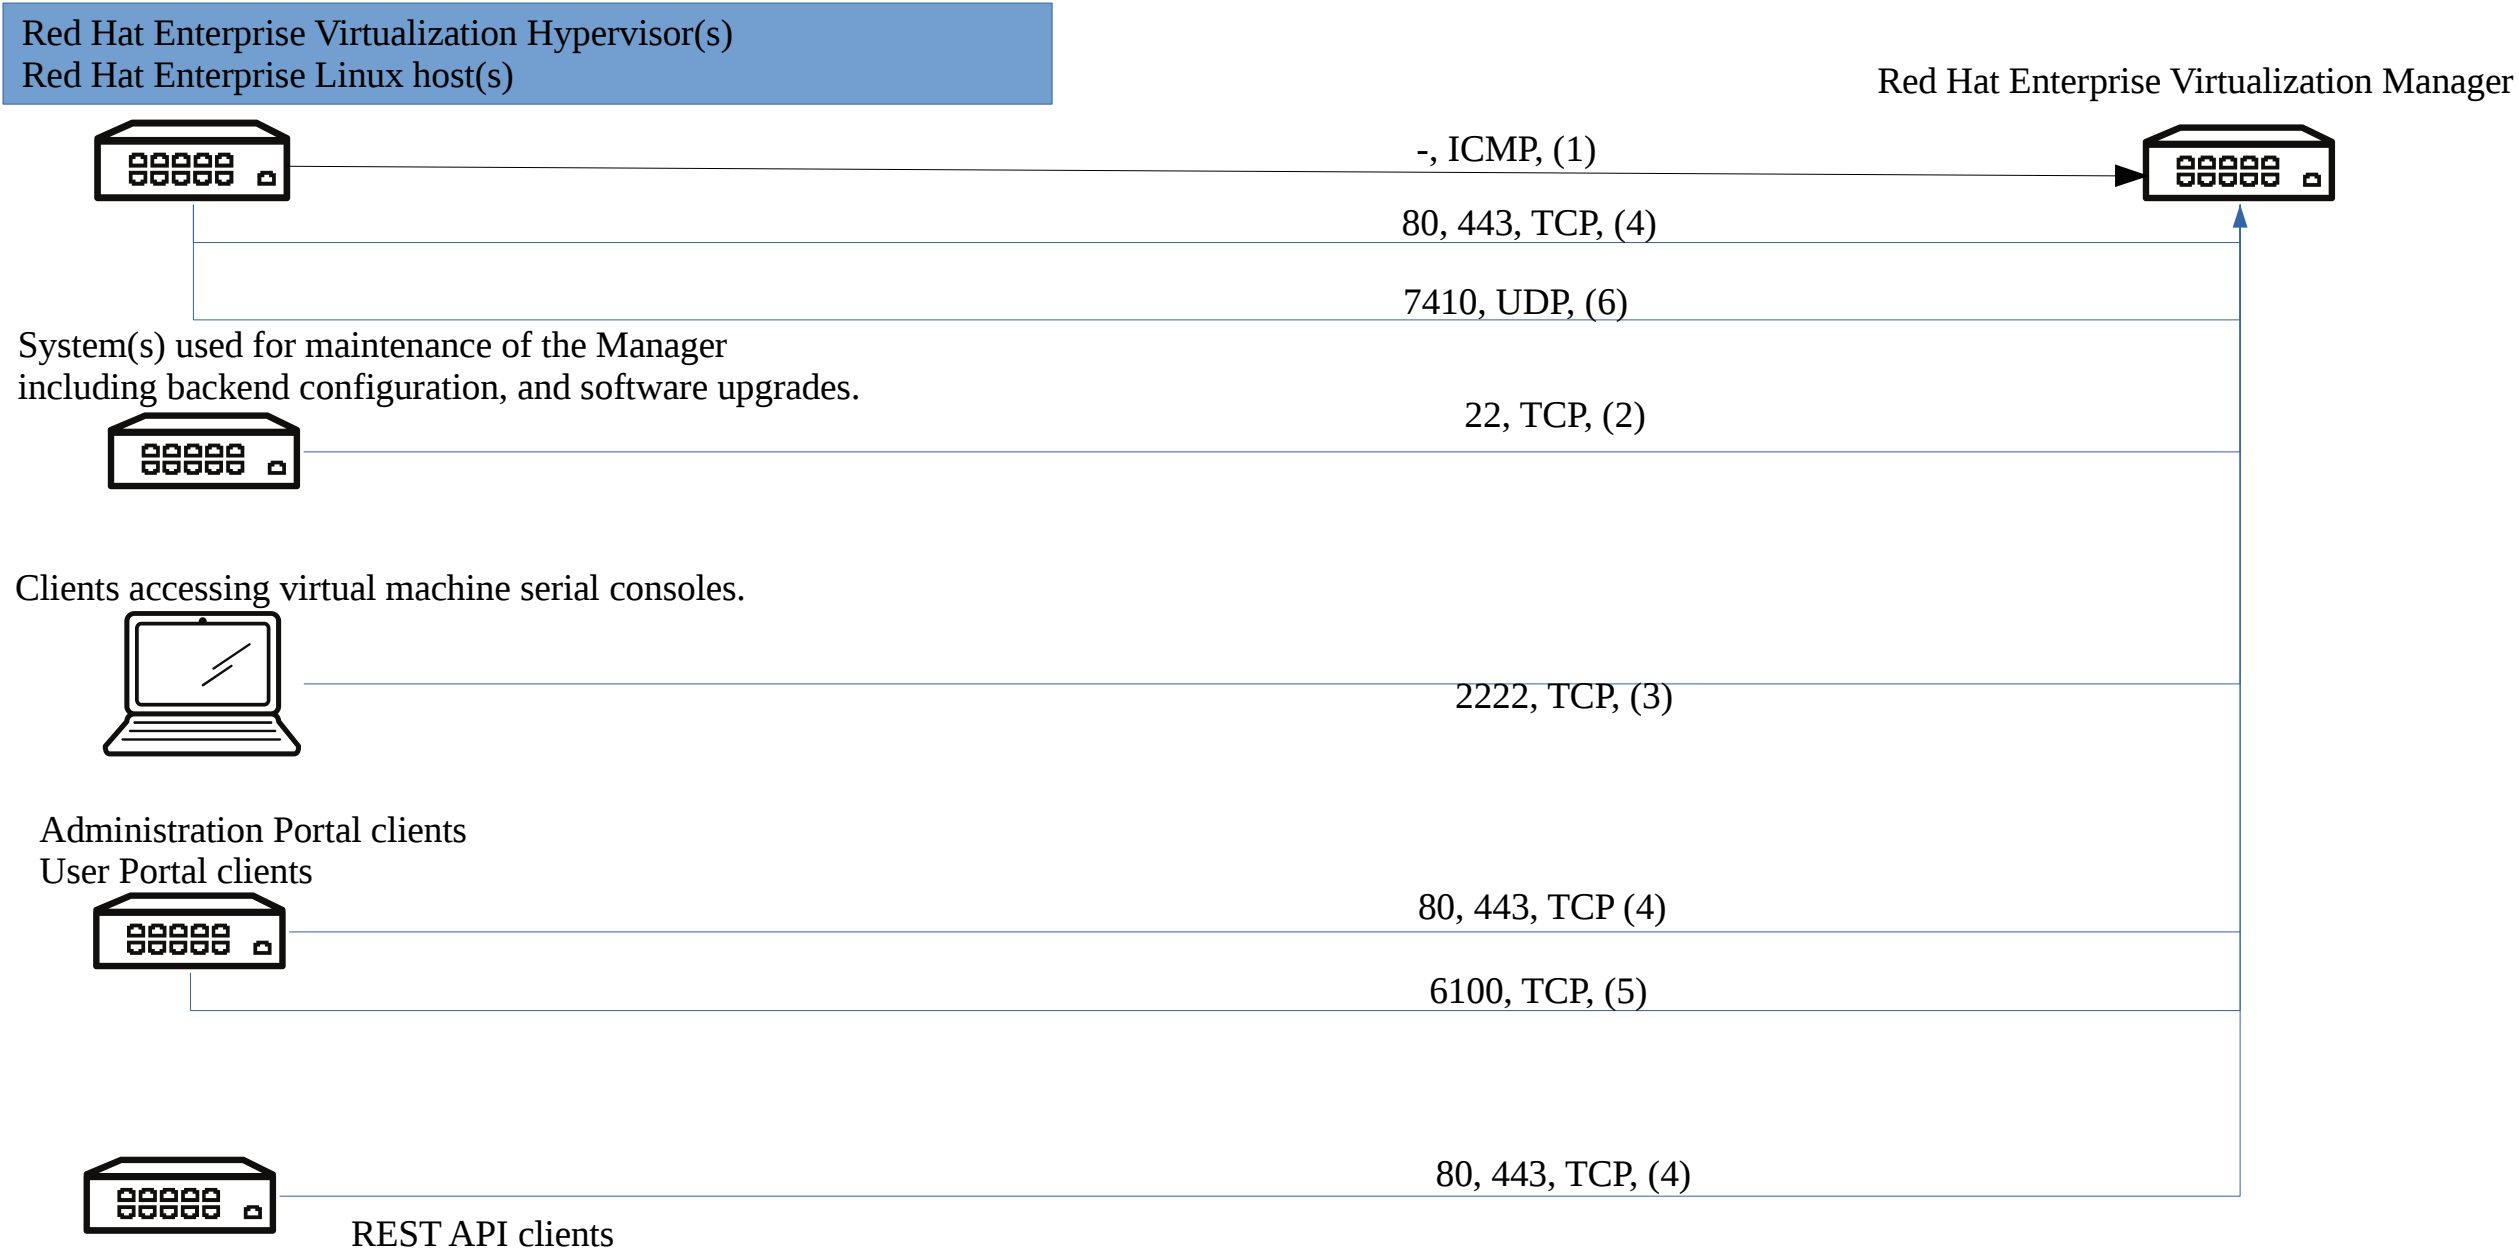 Red Hat Enterprise Virtualization Hypervisor(s)
Red Hat Enterprise Linux host(s)
Red Hat Enterprise Virtualization Manager
-, ICMP, (1)
80, 443, TCP, (4)
7410, UDP, (6)
System(s) used for maintenance of the Manager
including backend configuration, and software upgrades.
22, TCP, (2)
Clients accessing virtual machine serial consoles.
2222, TCP, (3)
Administration Portal clients
User Portal clients
80, 443, TCP (4)
6100, TCP, (5)
80, 443, TCP, (4)
REST API clients